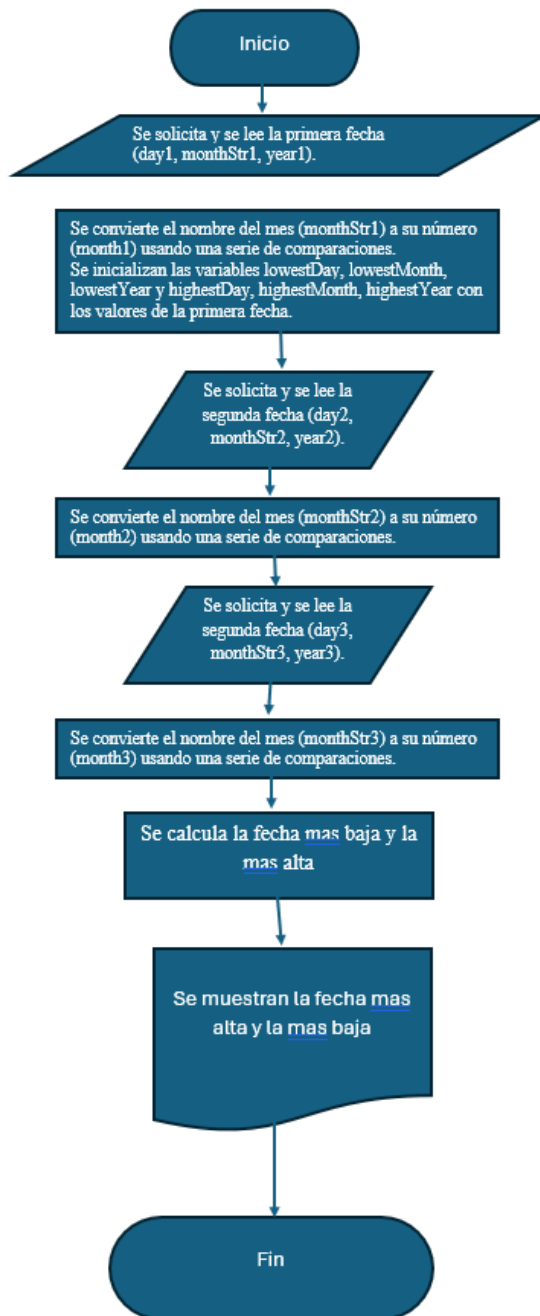 Inicio
Se solicita y se lee la primera fecha
(day1, monthStr1, year1).
Se convierte el nombre del mes (monthStr1) a su número
(month1) usando una serie de comparaciones.
Se inicializan las variables lowestDay, lowestMonth,
lowestYear y highestDay, highestMonth, highestYear con
los valores de la primera fecha.
Se solicita y se lee la
segunda fecha (day2,
monthStr2, year2).
Se convierte el nombre del mes (monthStr2) a su número
(month2) usando una serie de comparaciones.
Se solicita y se lee la
segunda fecha (day3,
monthStr3, year3).
Se convierte el nombre del mes (monthStr3) a su número
(month3) usando una serie de comparaciones.
Se calcula la fecha mas baja y la
mas alta
Se muestran la fecha mas
alta y la mas baja
Fin